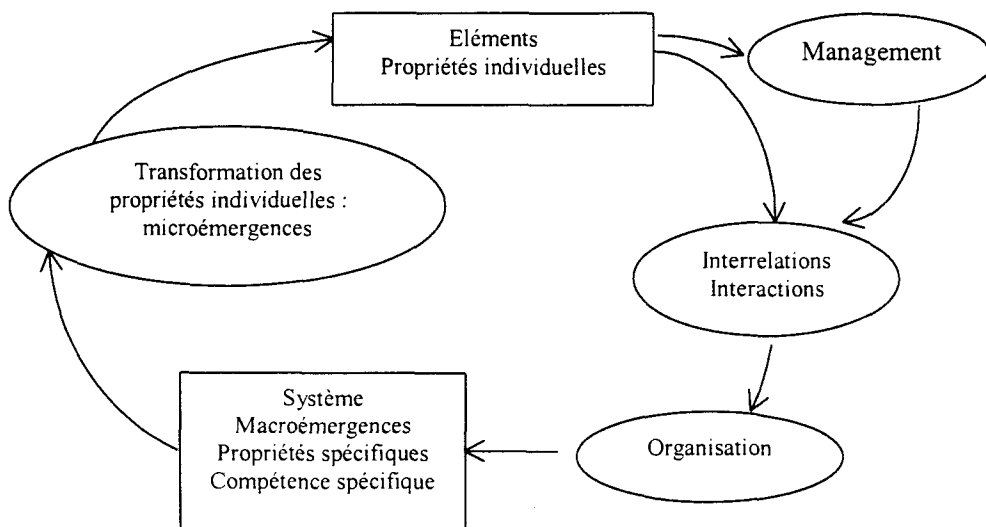 Eléments
Propriétés individuelles
Management
Transformation des
propriétés individuelles :
microémergences
Interrelations
Interactions
Système
Macroémergences
Propriétés spécifiques
Compétence spécifique
Organisation